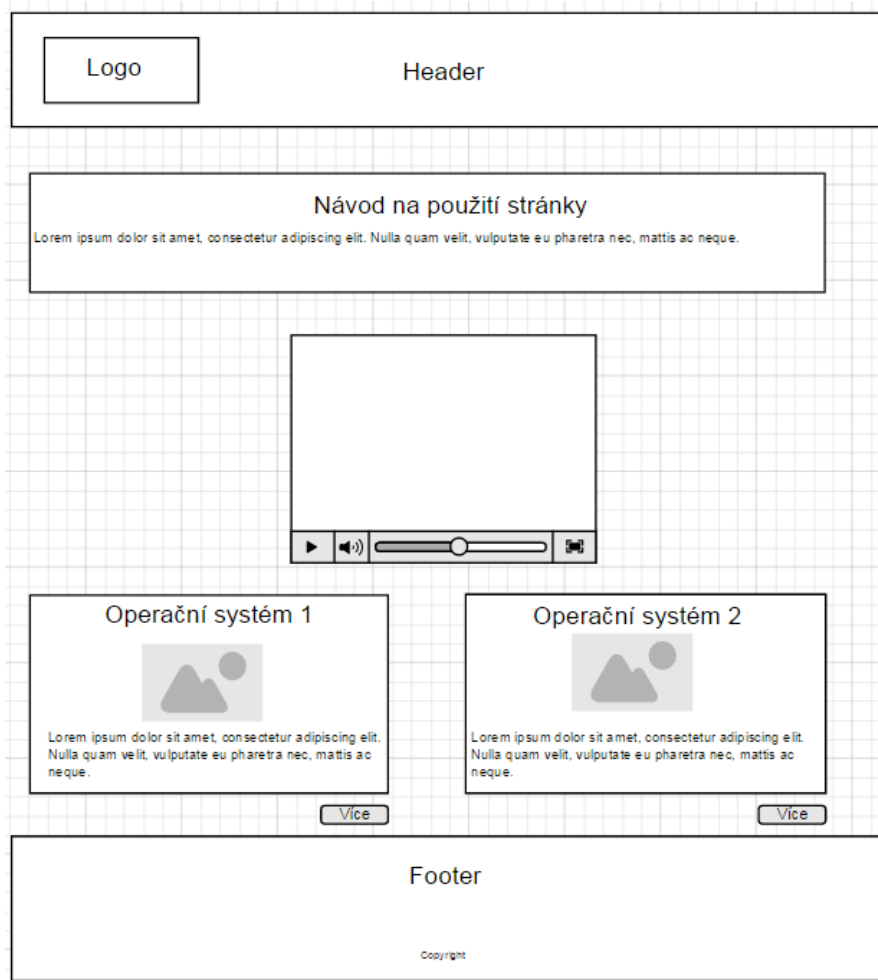 Logo
Header
Návod na použití stránky
Lorem ipsum dolor sit amet, consectetur adipiscing elit. Nulla quam velit, vulputate eu pharetra nec, mattis ac neque.
Operační systém 1
Lorem ipsum dolor sit amet, consectetur adipiscing elit.
Nulla quam velit, vulputate eu pharetra nec, mattis ac
neque.
Více
Operační systém 2
Lorem ipsum dolor sit amet, consectetur adipiscing elit.
Nulla quam velit, vulputate eu pharetra nec, mattis ac
neque.
Více
Footer
Copyright